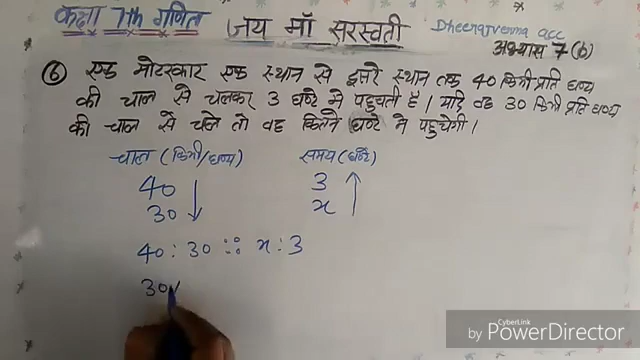 कक्षा 7th गणित
जय माँ सरस्वती
Dheerajverma acc
अभ्यास 7(b)
⑥ एक मोटरकार एक स्थान से दूसरे स्थान तक 40 किमी प्रति घण्टा
की चाल से चलकर 3 घण्टे मे पहुचती है। यदि वह 30 किमी प्रति घण्टा
की चाल से चले तो वह कितने घण्टे मे पहुचेगी।
चाल (किमी/घण्टा) समय (घण्टे)
40 ↓ 3 ↑
30 x
40 : 30 :: x : 3
30
CyberLink
by PowerDirector